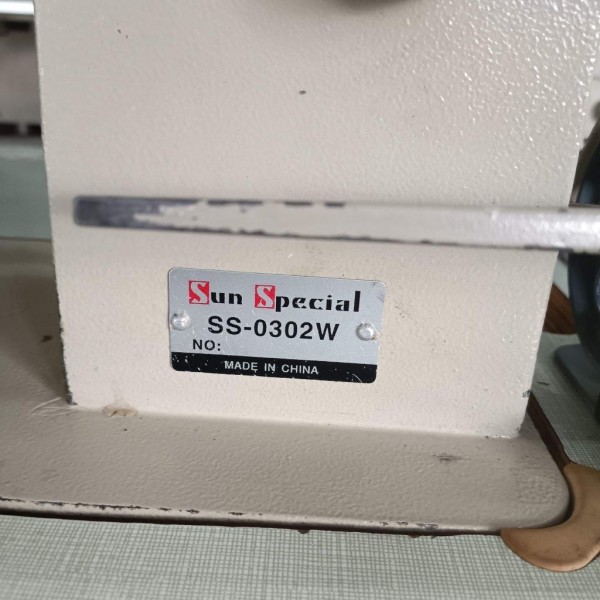 Sun Special
SS-0302W
NO:
MADE IN CHINA